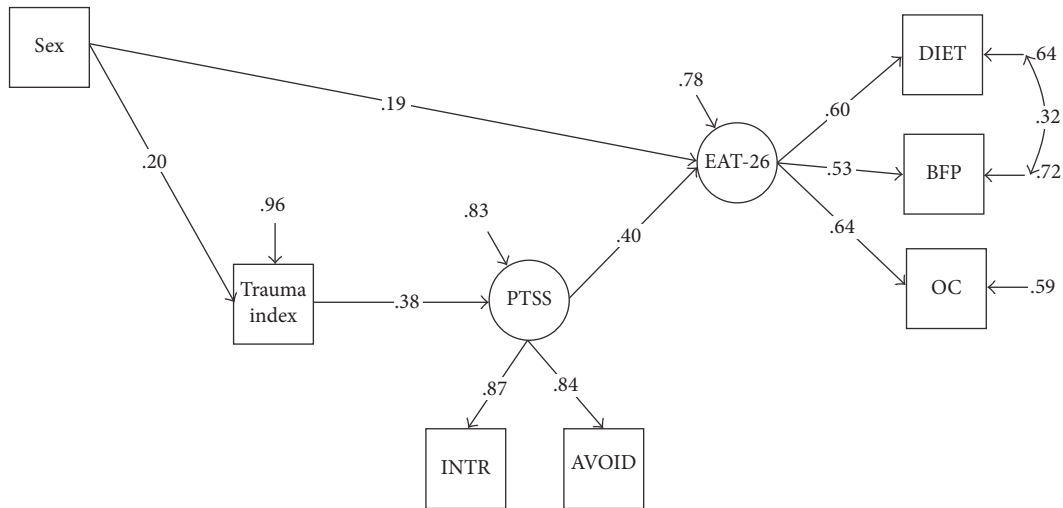 Sex
.64
DIET
.78
.19
.60
.32
EAT-26
.20
.53
BFP
.72
.96
.83
.40
.64
Trauma
index
.38
PTSS
OC
.59
.87
.84
INTR
AVOID